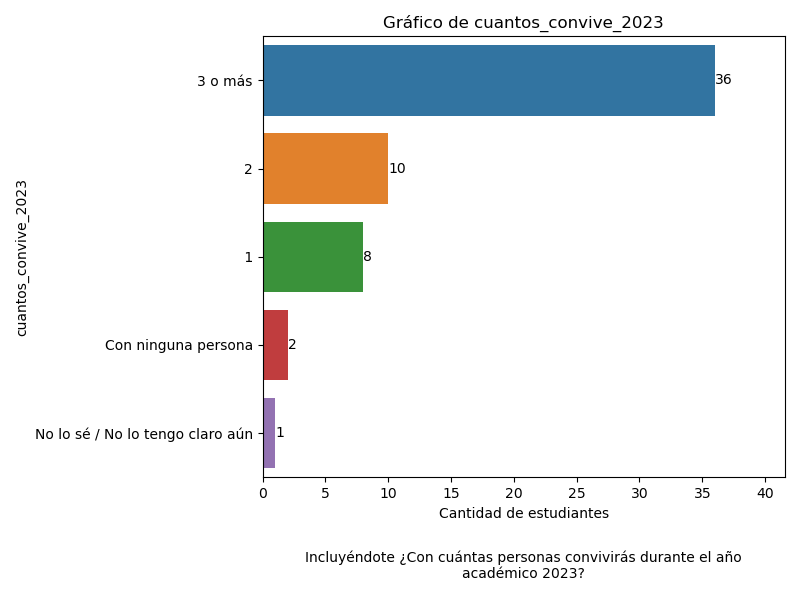 Gráfico de cuantos_convive_2023
cuantos_convive_2023
3 o más
36
2
10
1
8
Con ninguna persona
2
No lo sé / No lo tengo claro aún
1
0 5 10 15 20 25 30 35 40
Cantidad de estudiantes
Incluyéndote ¿Con cuántas personas convivirás durante el año
académico 2023?